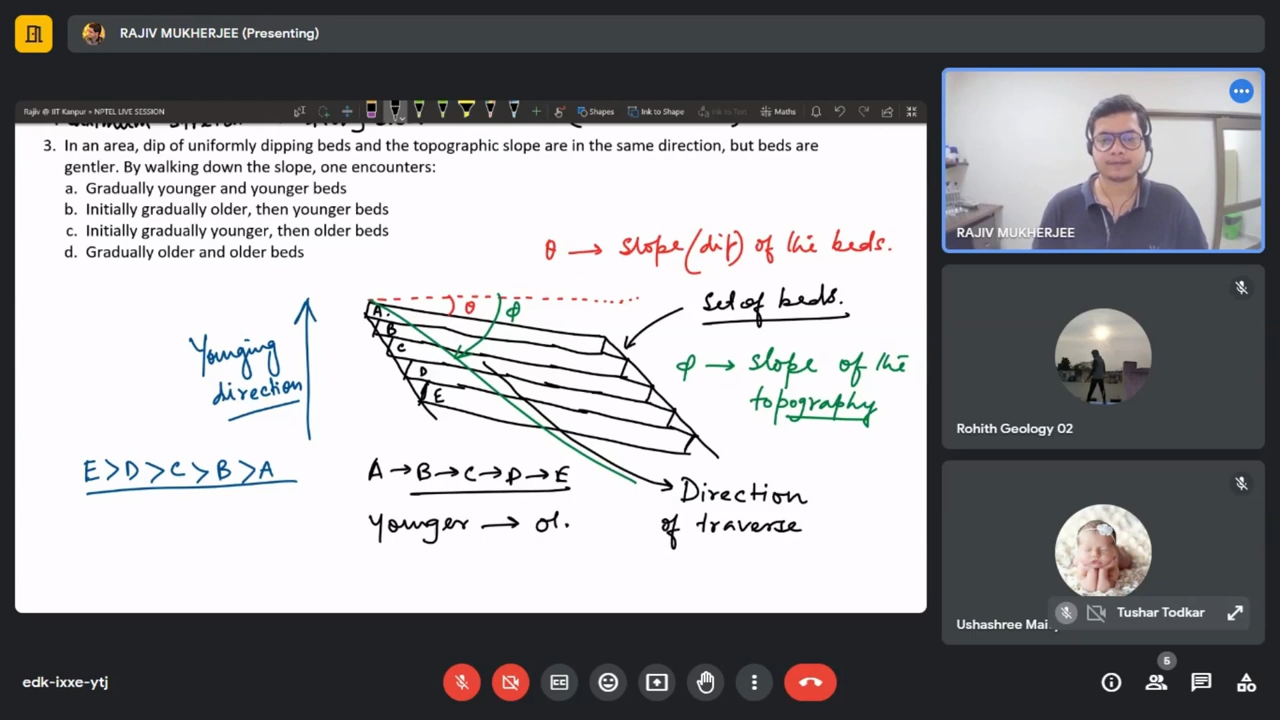 RAJIV MUKHERJEE (Presenting)
Rajiv @ IIT Kanpur - NPTEL LIVE SESSION
Shapes
Ink to Shape
Maths
3. In an area, dip of uniformly dipping beds and the topographic slope are in the same direction, but beds are
gentler. By walking down the slope, one encounters:
a. Gradually younger and younger beds
b. Initially gradually older, then younger beds
c. Initially gradually younger, then older beds
d. Gradually older and older beds
θ → slope (dip) of the beds.
Set of beds.
θ
φ
A.
B
C
D
E
φ → slope of the
topography
Younging
direction
E > D > C > B > A
A → B → C → D → E
Younger → ol.
Direction
of traverse
RAJIV MUKHERJEE
Rohith Geology 02
Tushar Todkar
Ushashree
edk-ixxe-ytj
5